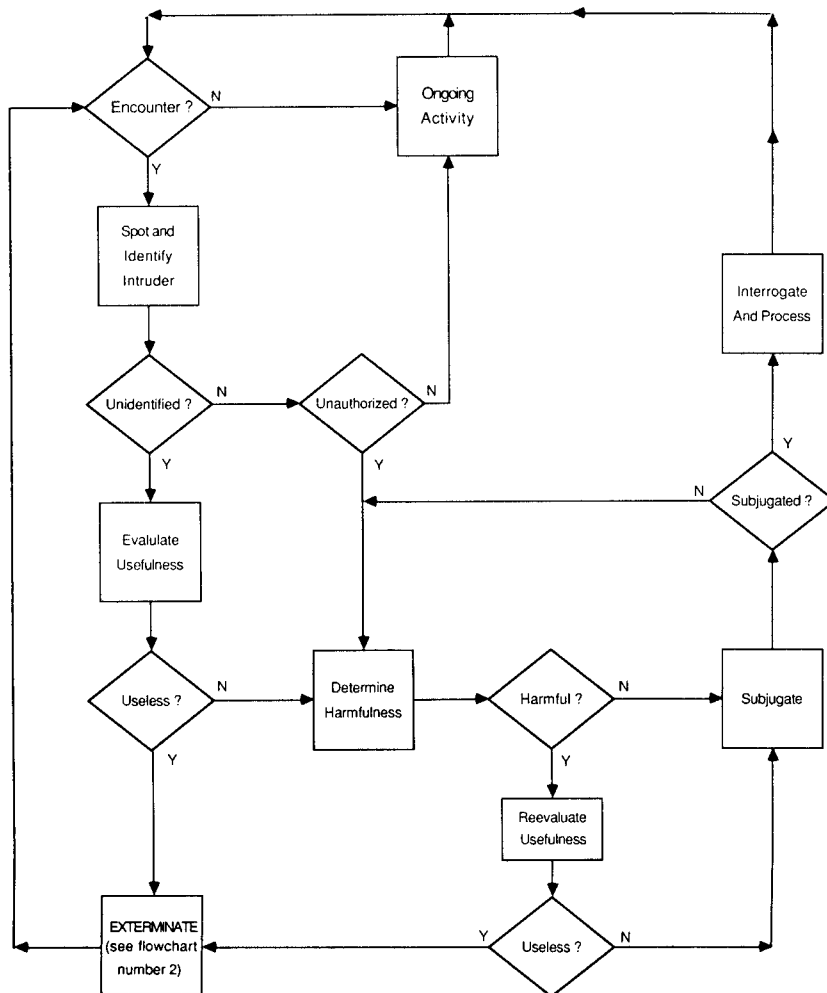 Encounter ?
N
Y
Ongoing
Activity
Spot and
Identify
Intruder
Interrogate
And Process
Unidentified ?
N
Y
Unauthorized ?
N
Y
Subjugated ?
Y
N
Evalulate
Usefulness
Useless ?
N
Y
Determine
Harmfulness
Harmful ?
N
Y
Subjugate
Reevaluate
Usefulness
EXTERMINATE
(see flowchart
number 2)
Y
Useless ?
N